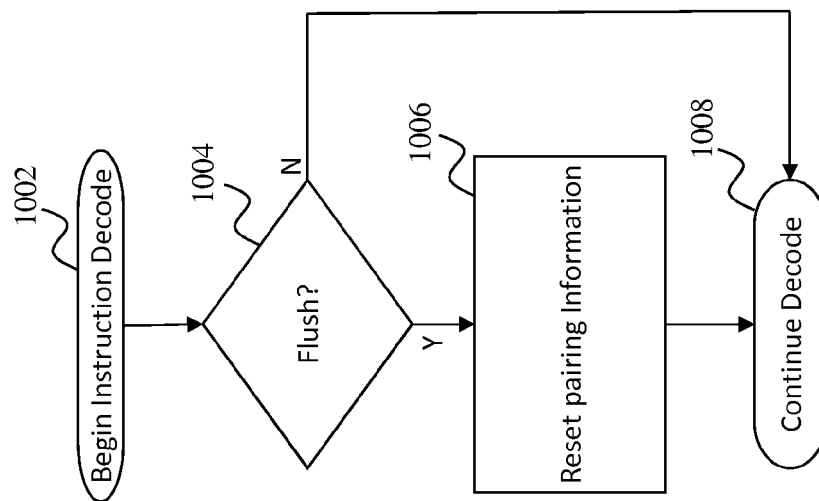 1002
Begin Instruction Decode
1004
Flush?
N
Y
1006
Reset pairing Information
1008
Continue Decode